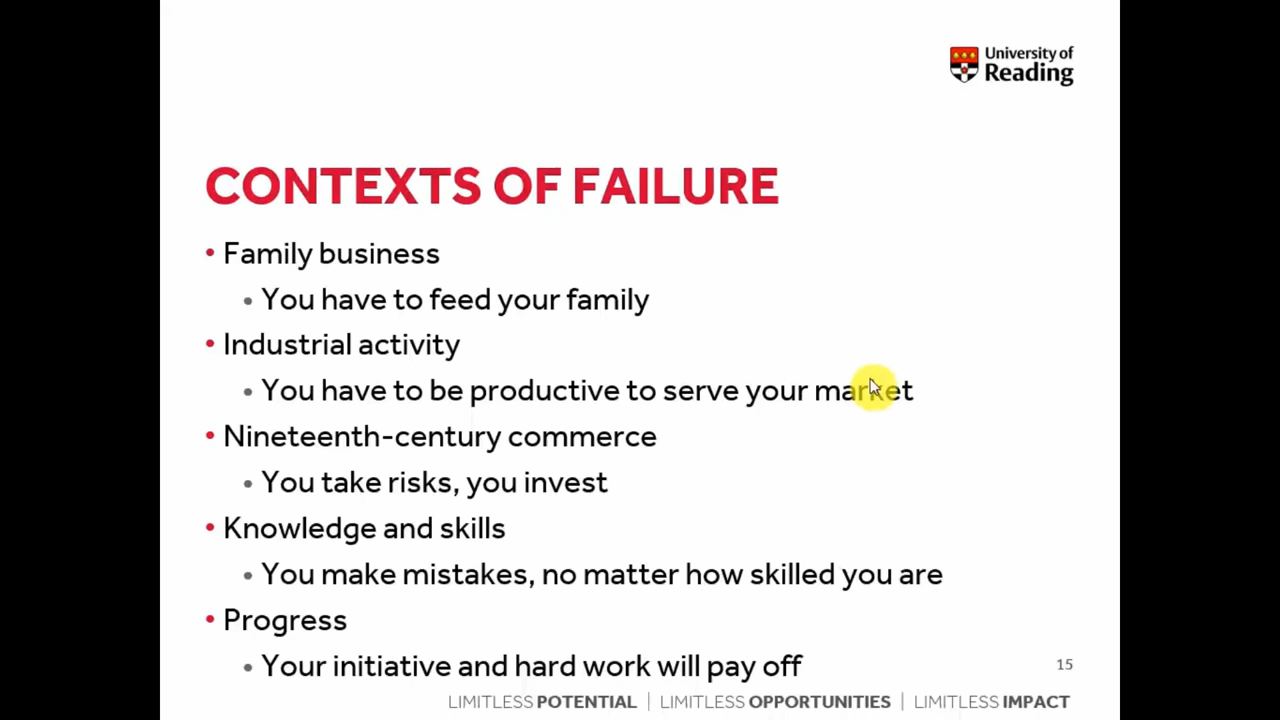 University of
Reading
CONTEXTS OF FAILURE
• Family business
• You have to feed your family
• Industrial activity
• You have to be productive to serve your market
• Nineteenth-century commerce
• You take risks, you invest
• Knowledge and skills
• You make mistakes, no matter how skilled you are
• Progress
• Your initiative and hard work will pay off
15
LIMITLESS POTENTIAL | LIMITLESS OPPORTUNITIES | LIMITLESS IMPACT